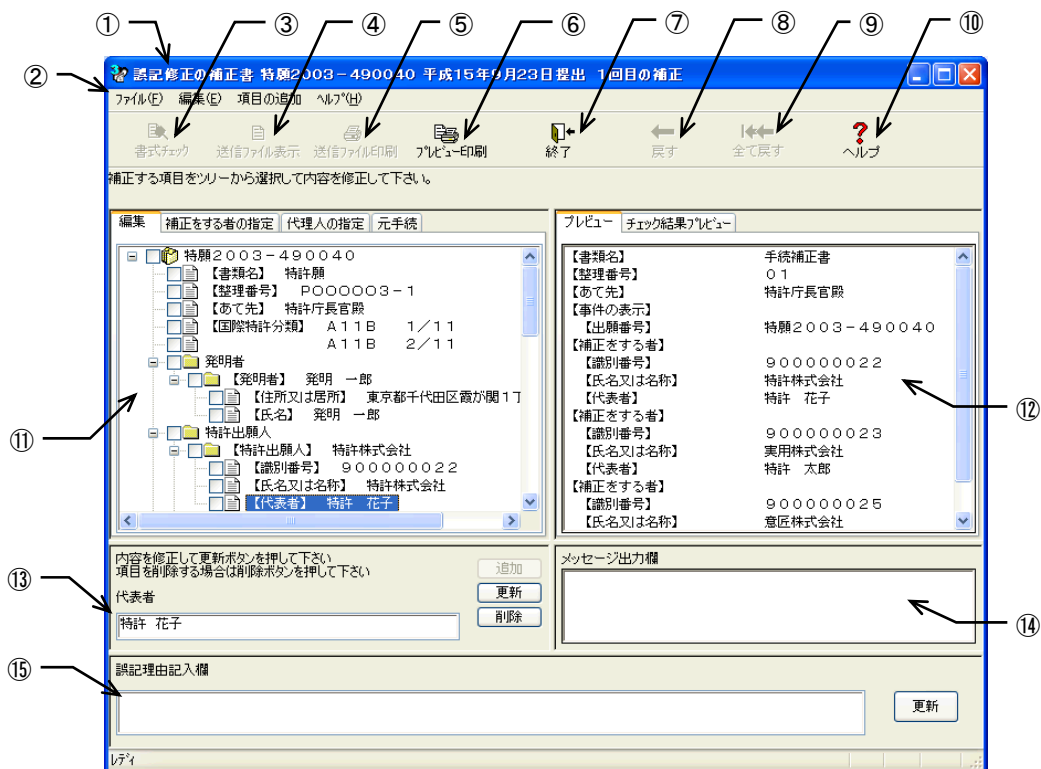 ① ③ ④ ⑤ ⑥ ⑦ ⑧ ⑨ ⑩
誤記修正の補正書 特願2003-490040 平成15年9月23日提出 1回目の補正
②
ファイル(F) 編集(E) 項目の追加 ヘルプ(H)
書式チェック 送信ファイル表示 送信ファイル印刷 プレビュー印刷 終了 戻す 全て戻す ヘルプ
補正する項目をツリーから選択して内容を修正して下さい。
編集 補正をする者の指定 代理人の指定 元手続
特願2003-490040
【書類名】 特許願
【整理番号】 P000003-1
【あて先】 特許庁長官殿
【国際特許分類】 A11B 1/11
A11B 2/11
発明者
【発明者】 発明 一郎
【住所又は居所】 東京都千代田区霞が関1丁
【氏名】 発明 一郎
特許出願人
【特許出願人】 特許株式会社
【識別番号】 900000022
【氏名又は名称】 特許株式会社
【代表者】 特許 花子
⑪
プレビュー チェック結果プレビュー
【書類名】 手続補正書
【整理番号】 01
【あて先】 特許庁長官殿
【事件の表示】
【出願番号】 特願2003-490040
【補正をする者】
【識別番号】 900000022
【氏名又は名称】 特許株式会社
【代表者】 特許 花子
【補正をする者】
【識別番号】 900000023
【氏名又は名称】 実用株式会社
【代表者】 特許 太郎
【補正をする者】
【識別番号】 900000025
【氏名又は名称】 意匠株式会社
⑫
内容を修正して更新ボタンを押して下さい
項目を削除する場合は削除ボタンを押して下さい
追加
更新
削除
⑬
代表者
特許 花子
メッセージ出力欄
⑭
⑮
誤記理由記入欄
更新
レディ